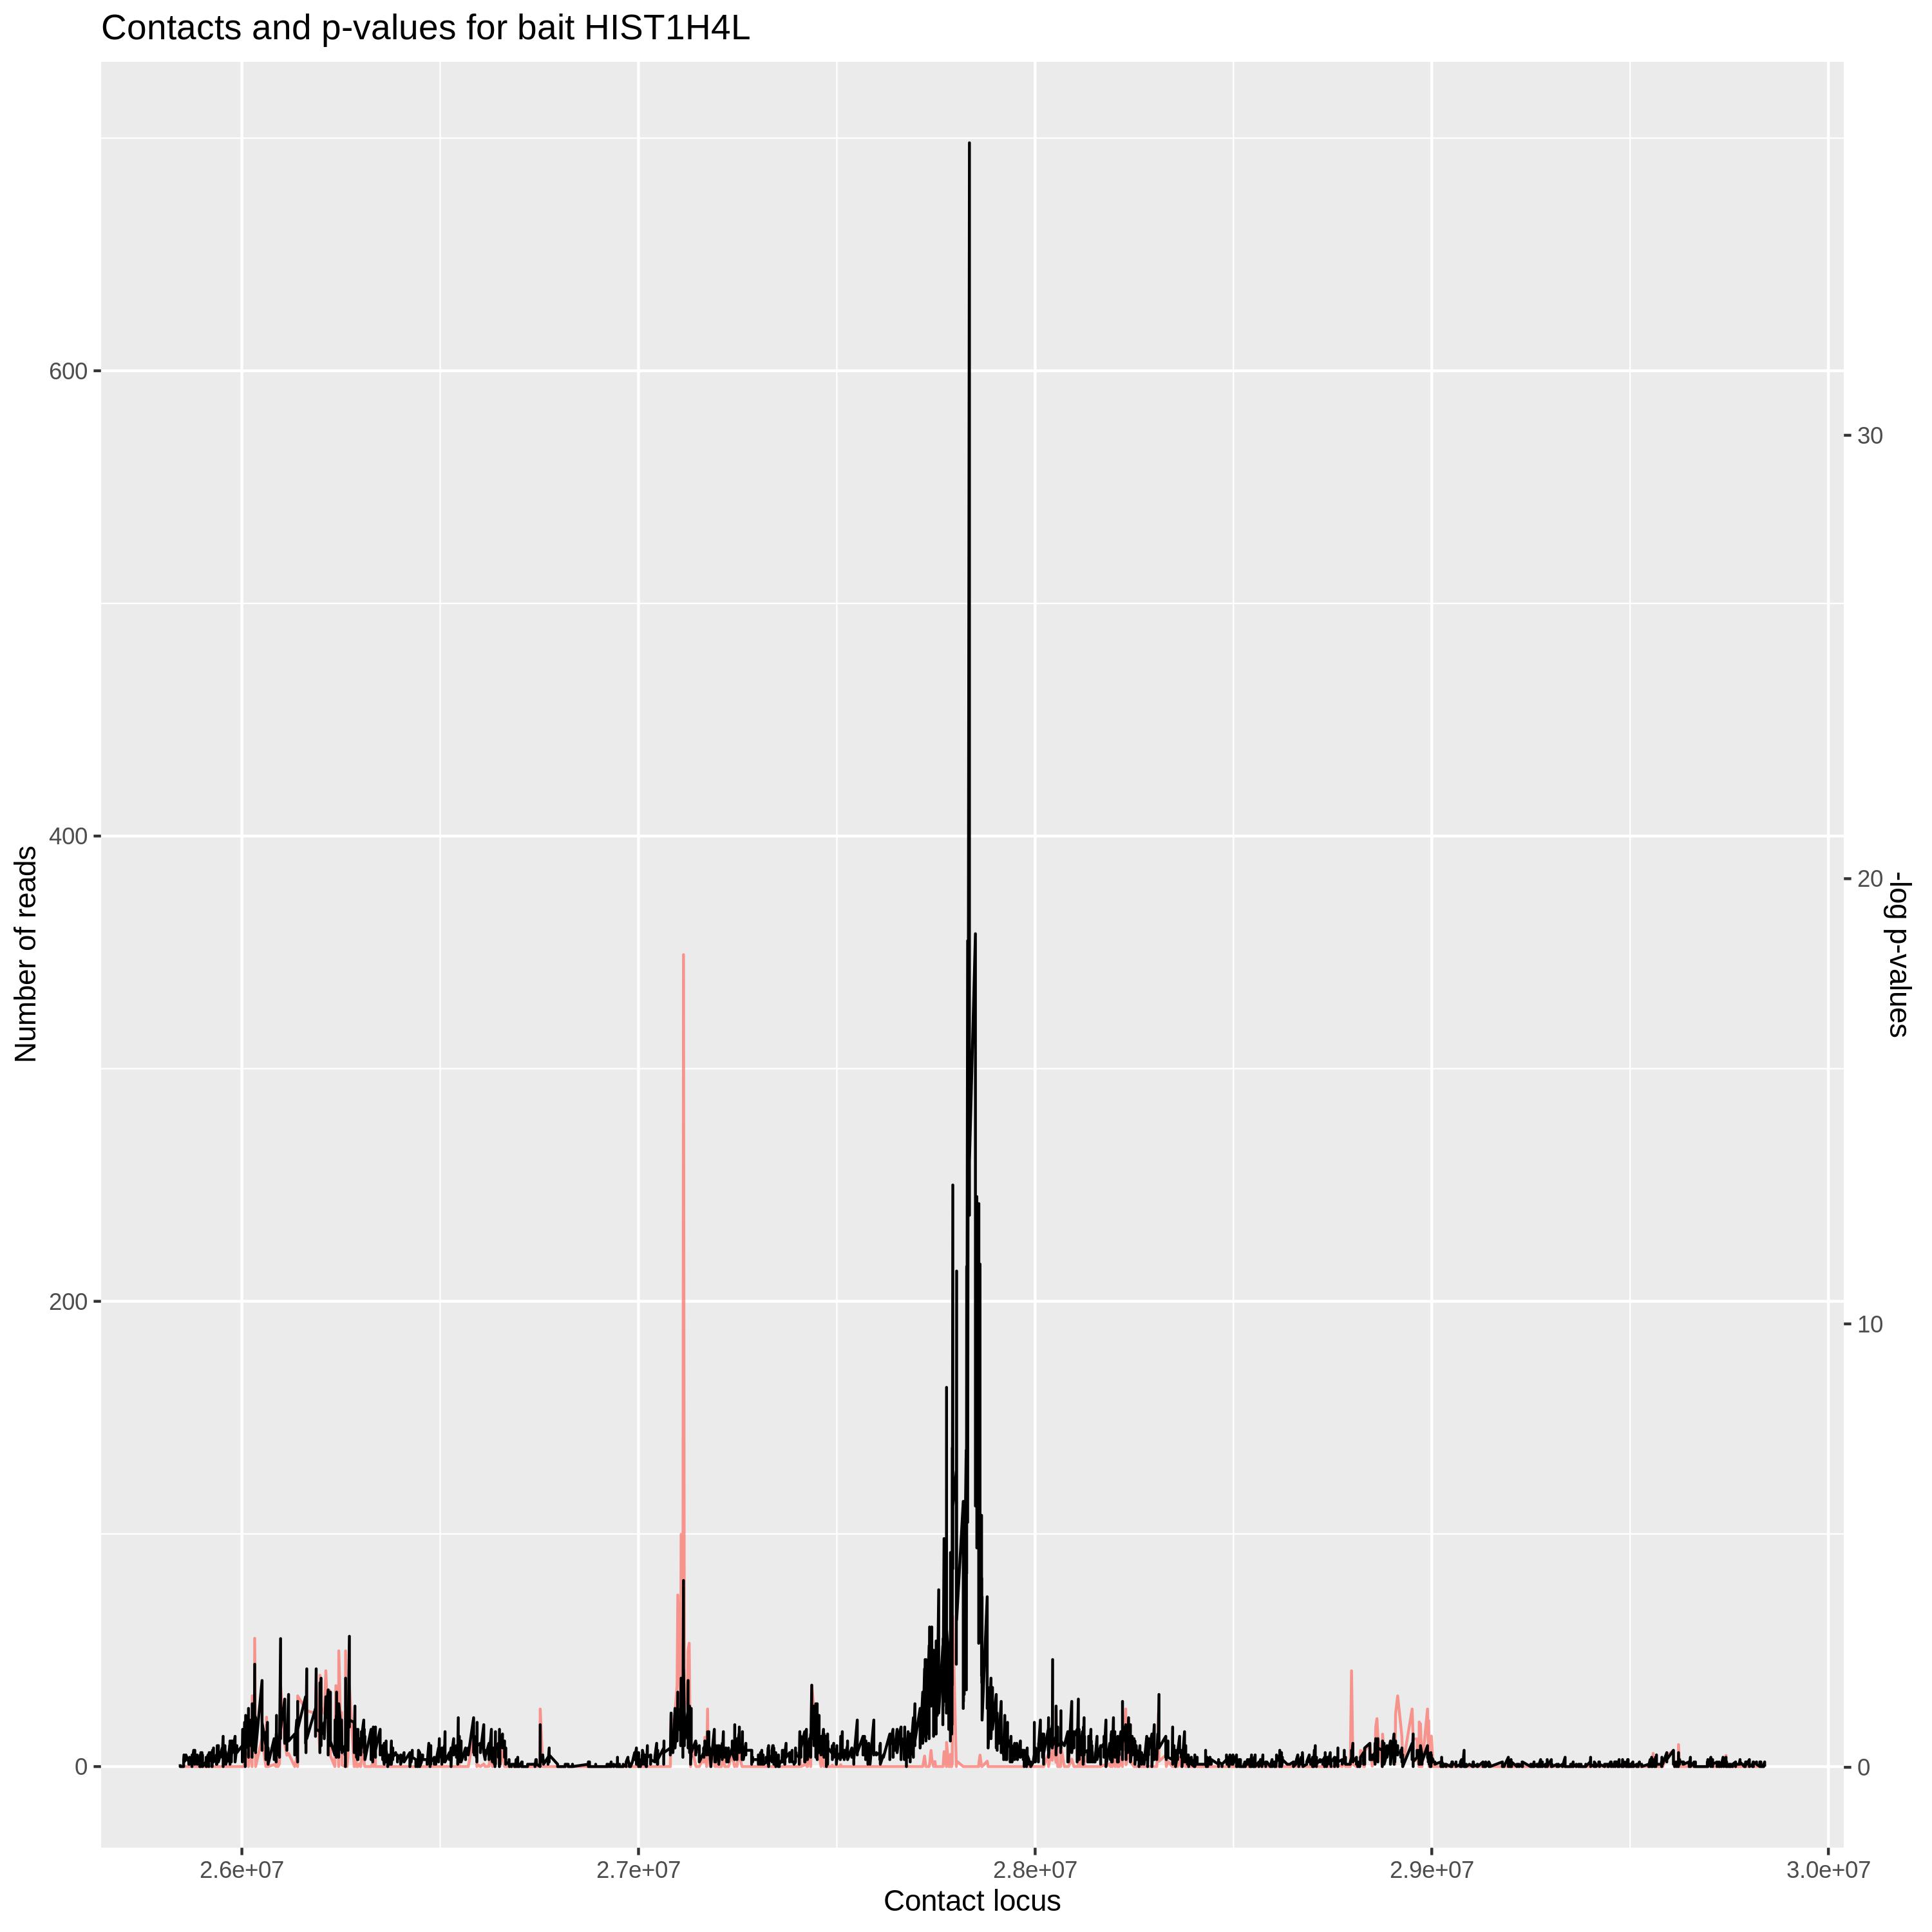 Contacts and p-values for bait HIST1H4L
600
400
200
0
Number of reads
30
20
10
0
-log p-values
2.6e+07
2.7e+07
2.8e+07
2.9e+07
3.0e+07
Contact locus